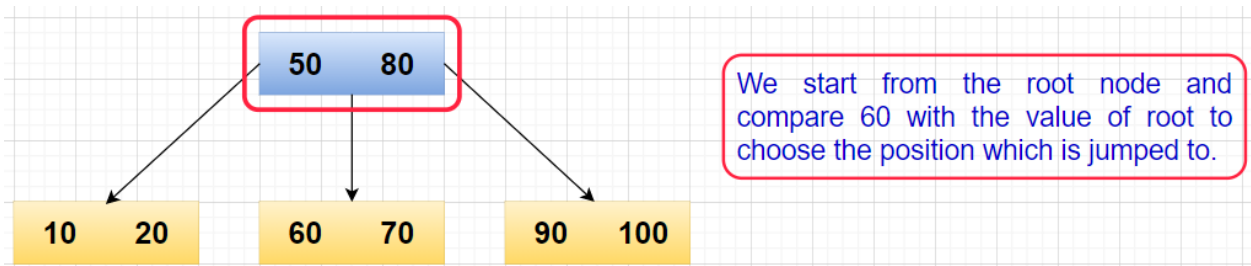 50 80
We start from the root node and
compare 60 with the value of root to
choose the position which is jumped to.
10 20 60 70 90 100